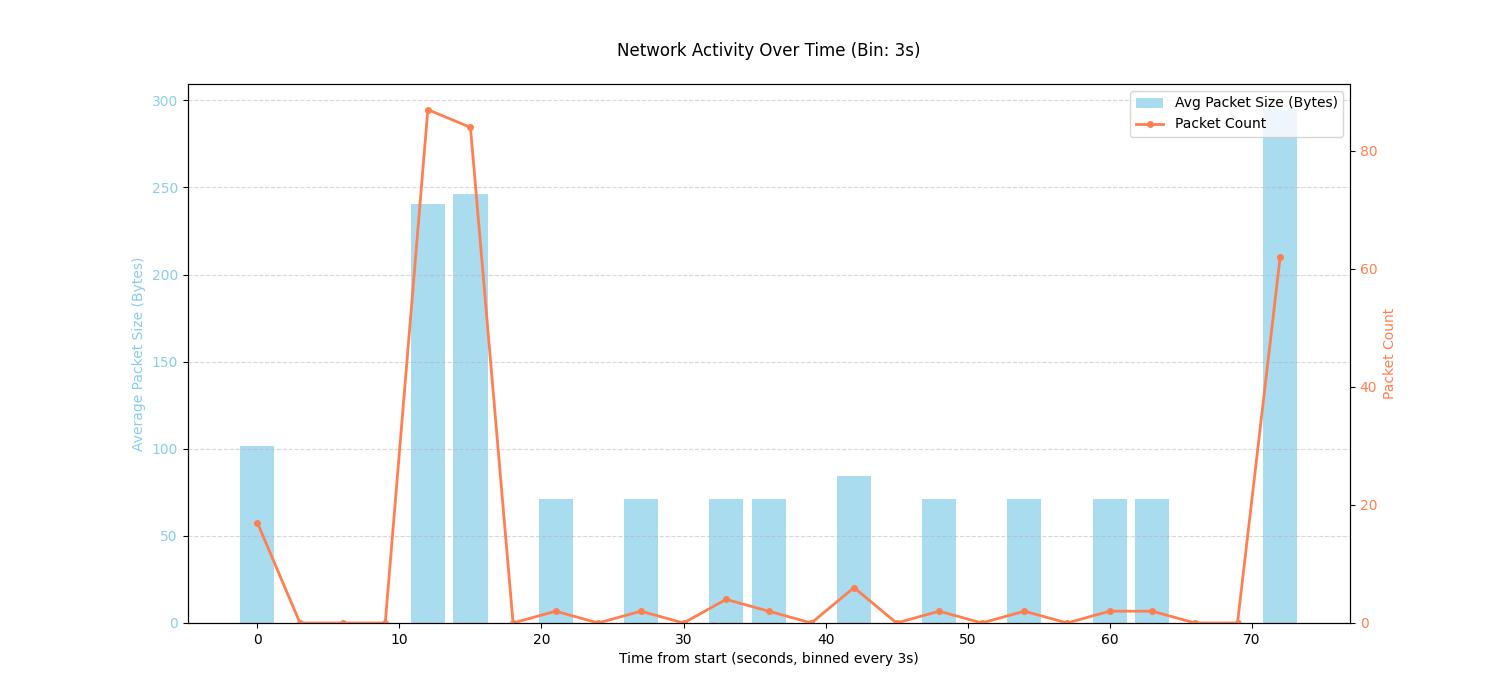 Network Activity Over Time (Bin: 3s)
Avg Packet Size (Bytes)
Packet Count
Average Packet Size (Bytes)
300
250
200
150
100
50
0
80
60
40
20
0
Packet Count
0 10 20 30 40 50 60 70
Time from start (seconds, binned every 3s)